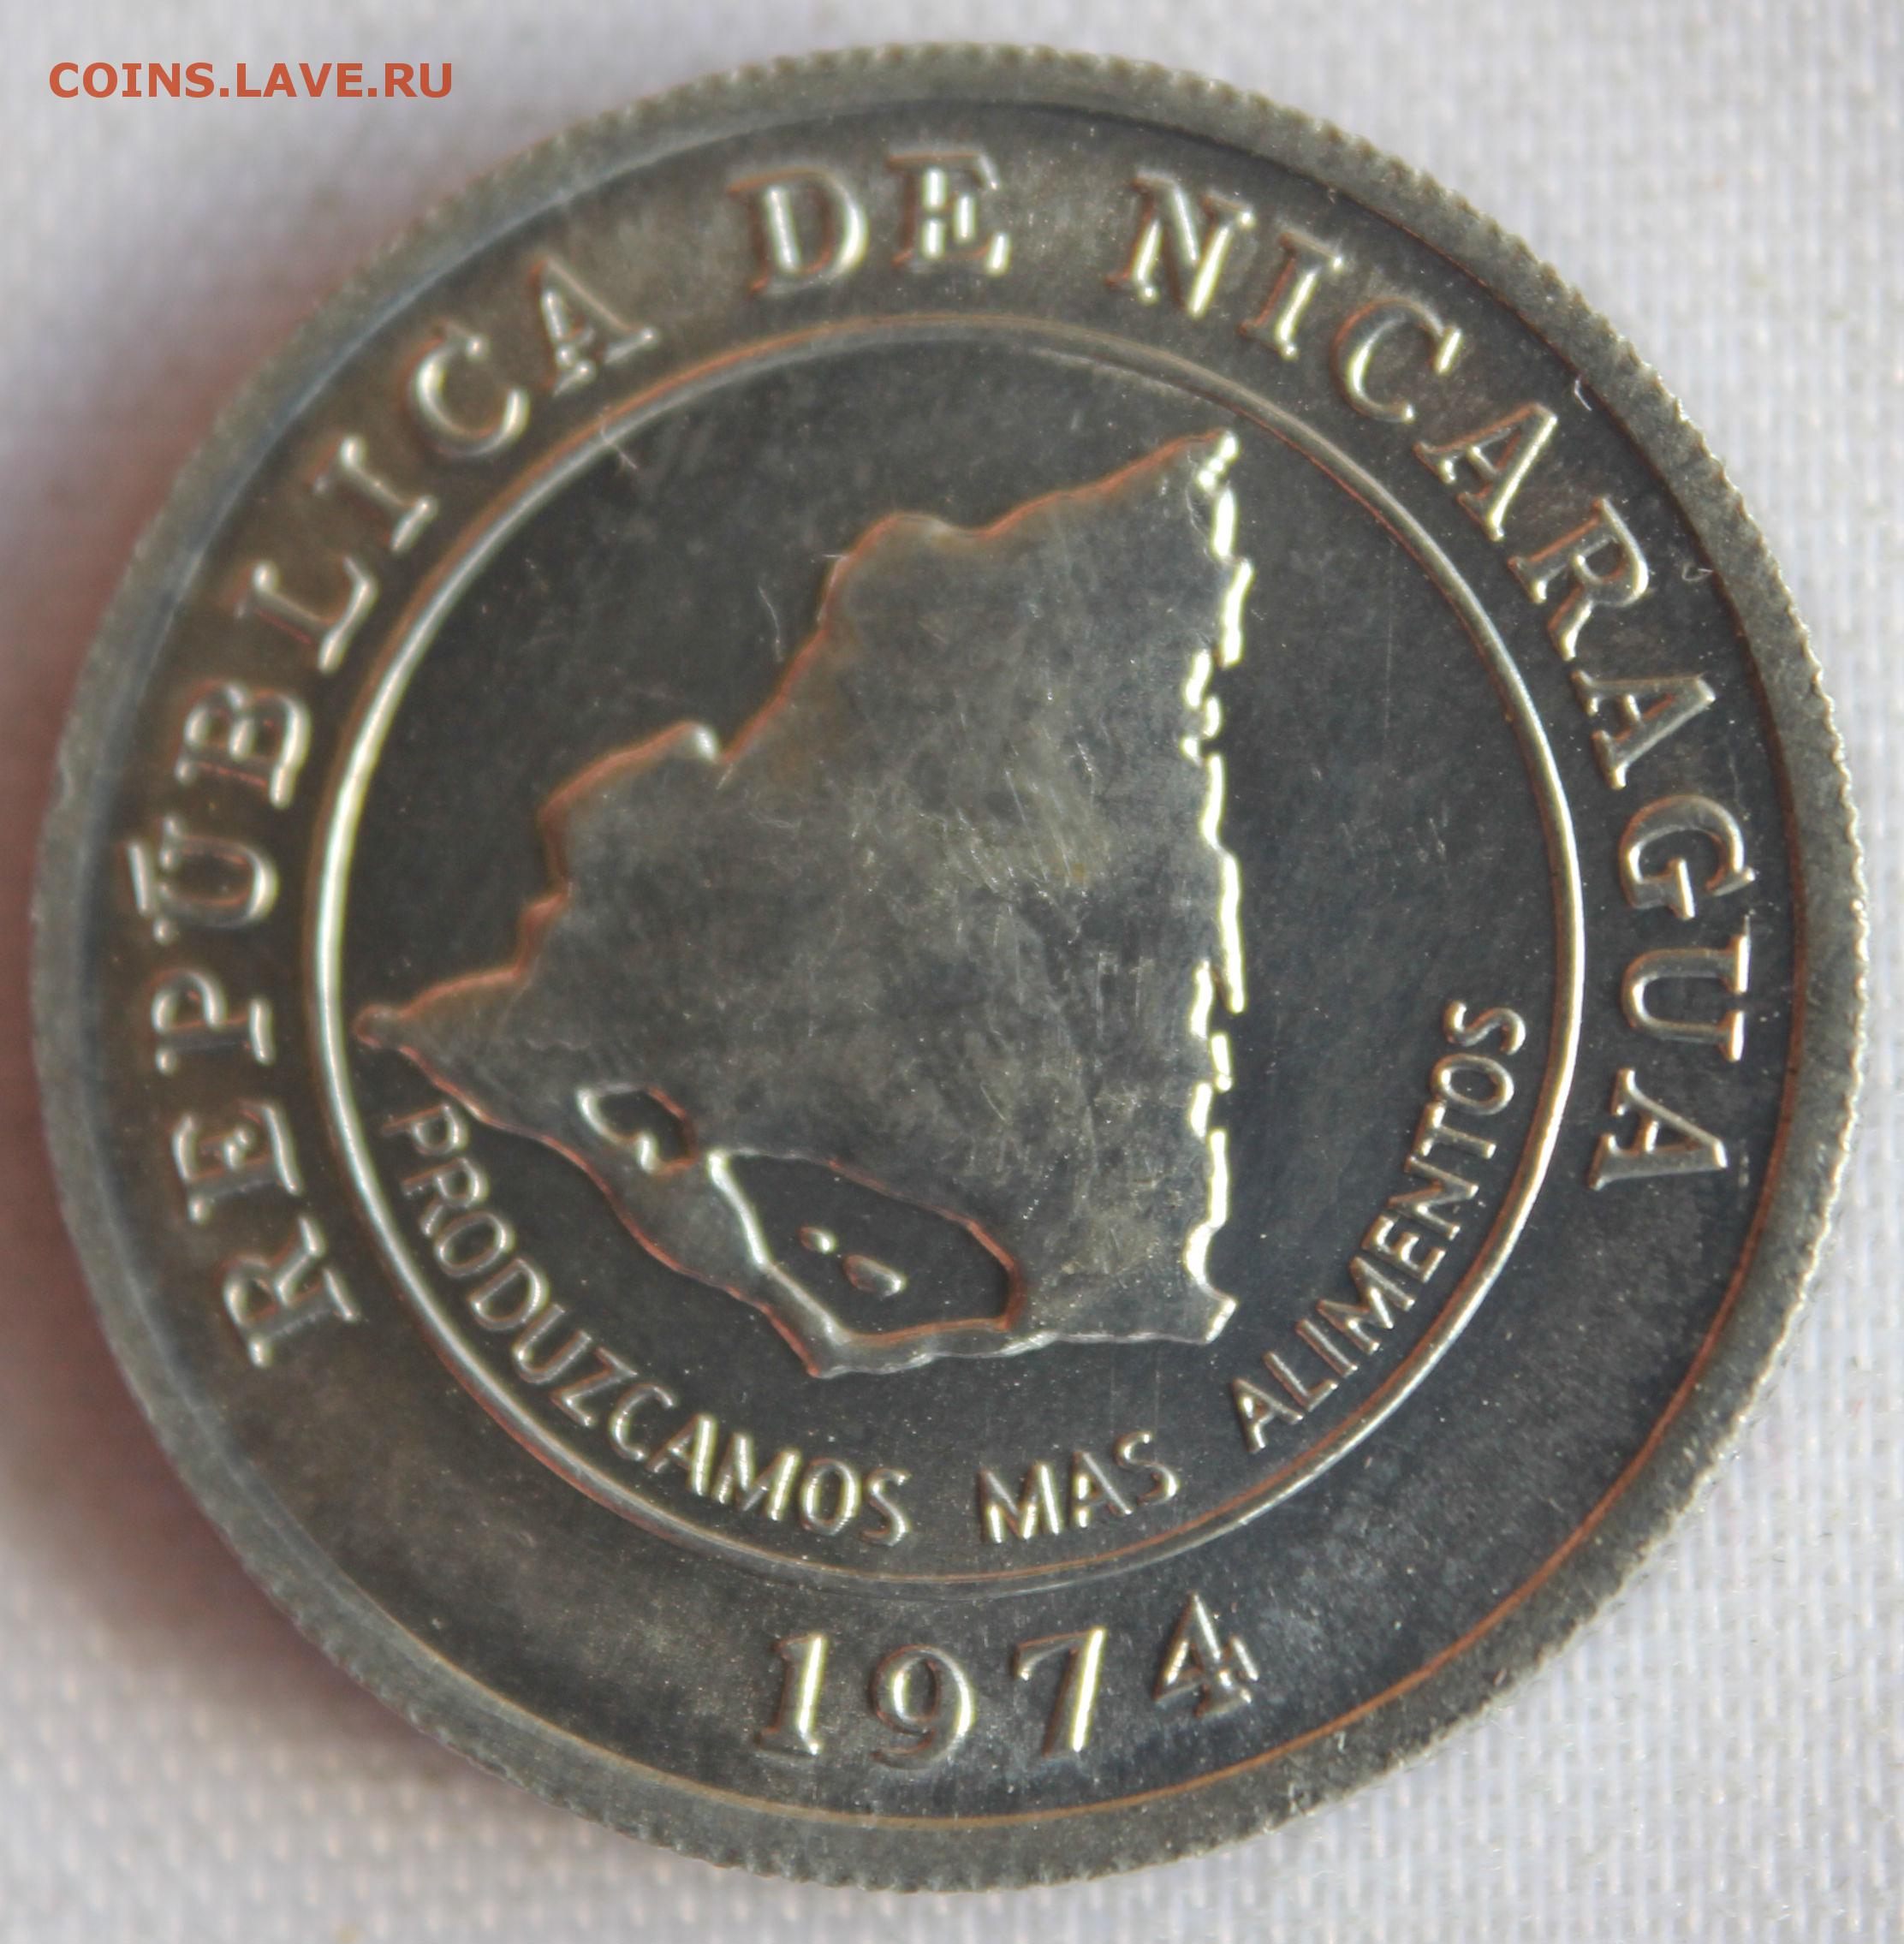 COINS.LAVE.RU
REPÚBLICA DE NICARAGUA
PRODUZCAMOS MAS ALIMENTOS
1974